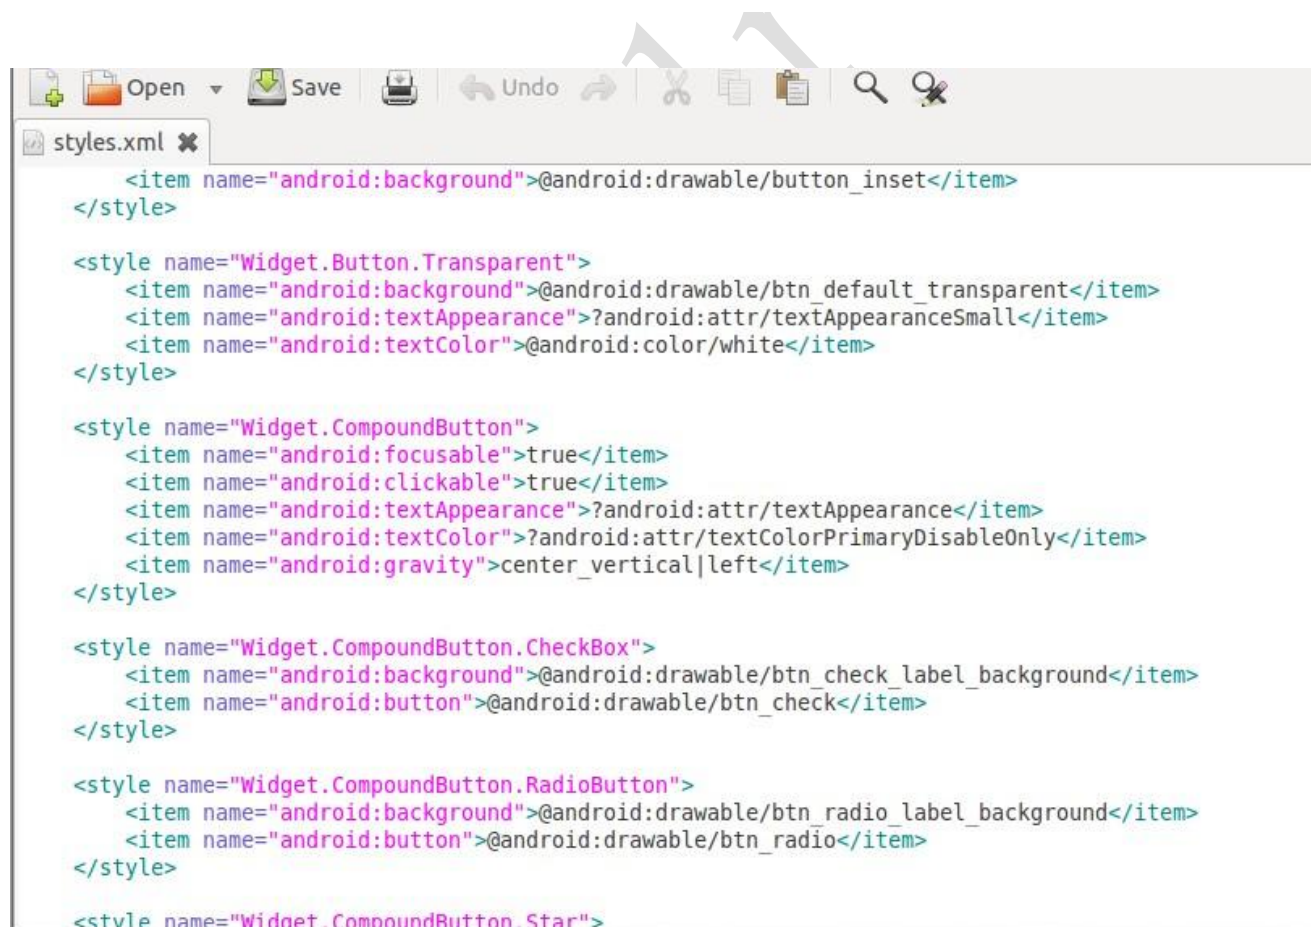 Open Save Undo
styles.xml
<item name="android:background">@android:drawable/button_inset</item>
</style>
<style name="Widget.Button.Transparent">
<item name="android:background">@android:drawable/btn_default_transparent</item>
<item name="android:textAppearance">?android:attr/textAppearanceSmall</item>
<item name="android:textColor">@android:color/white</item>
</style>
<style name="Widget.CompoundButton">
<item name="android:focusable">true</item>
<item name="android:clickable">true</item>
<item name="android:textAppearance">?android:attr/textAppearance</item>
<item name="android:textColor">?android:attr/textColorPrimaryDisableOnly</item>
<item name="android:gravity">center_vertical|left</item>
</style>
<style name="Widget.CompoundButton.CheckBox">
<item name="android:background">@android:drawable/btn_check_label_background</item>
<item name="android:button">@android:drawable/btn_check</item>
</style>
<style name="Widget.CompoundButton.RadioButton">
<item name="android:background">@android:drawable/btn_radio_label_background</item>
<item name="android:button">@android:drawable/btn_radio</item>
</style>
<style name="Widget.CompoundButton.Star">